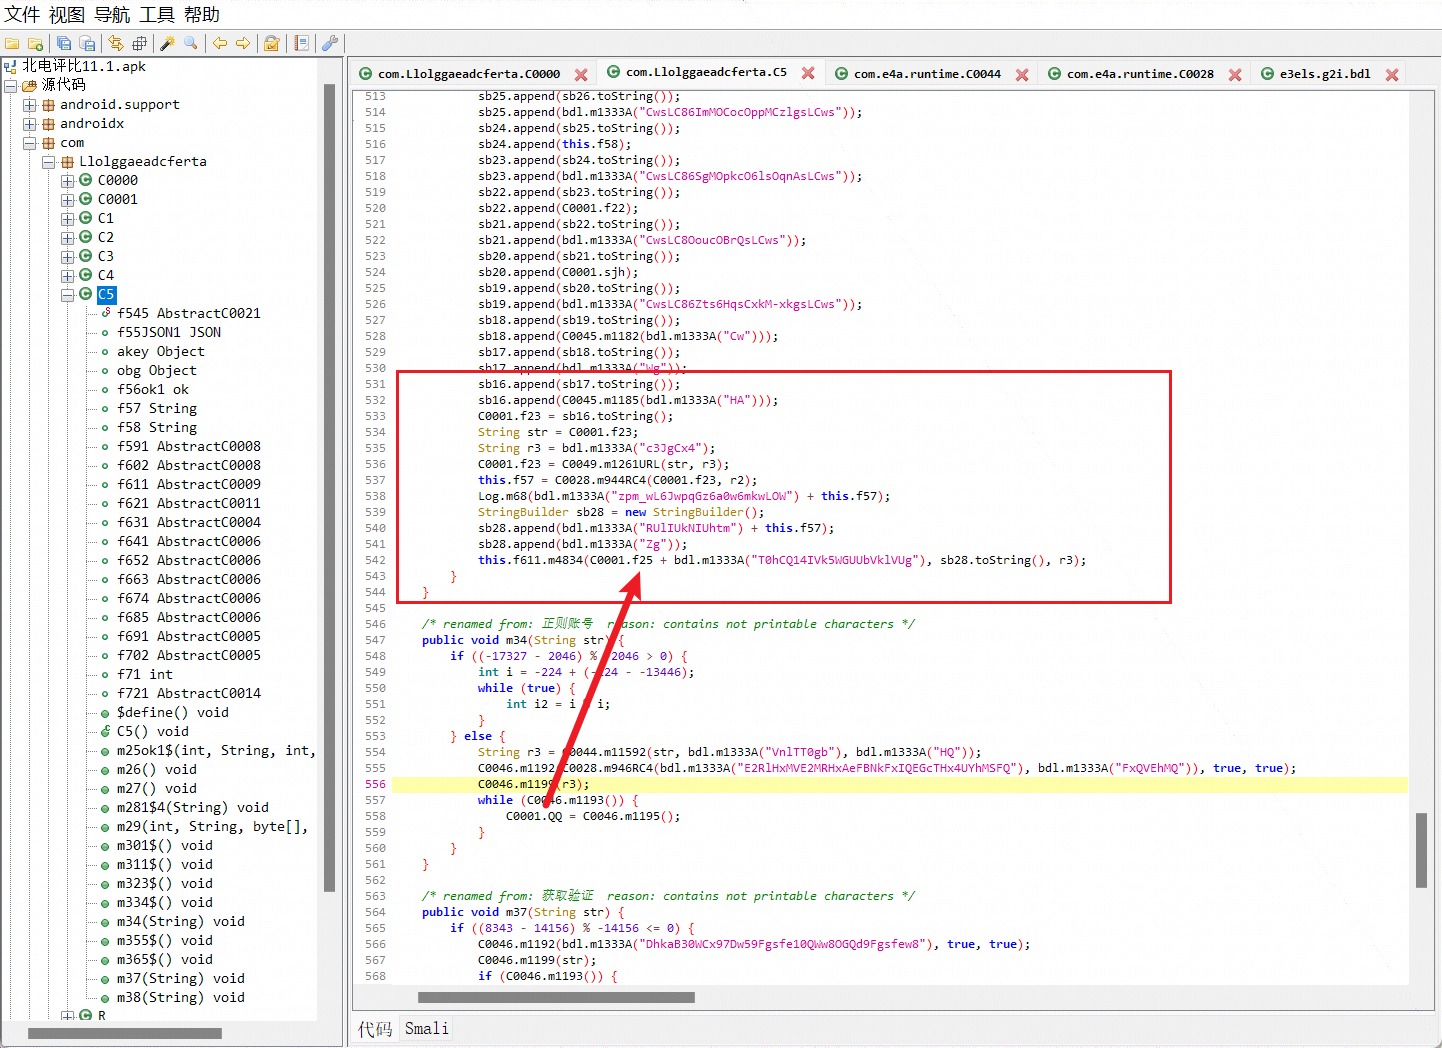 文件 视图 导航 工具 帮助
北电评比11.1.apk
源代码
android.support
androidx
com
Llolggaeadcferta
C0000
C0001
C1
C2
C3
C4
C5
f545 AbstractC0021
f55JSON1 JSON
akey Object
obg Object
f56ok1 ok
f57 String
f58 String
f591 AbstractC0008
f602 AbstractC0008
f611 AbstractC0009
f621 AbstractC0011
f631 AbstractC0004
f641 AbstractC0006
f652 AbstractC0006
f663 AbstractC0006
f674 AbstractC0006
f685 AbstractC0006
f691 AbstractC0005
f702 AbstractC0005
f71 int
f721 AbstractC0014
$define() void
C5() void
m25ok1$(int, String, int,
m26() void
m27() void
m281$4(String) void
m29(int, String, byte[],
m301$() void
m311$() void
m323$() void
m334$() void
m34(String) void
m355$() void
m365$() void
m37(String) void
m38(String) void
R
com.Llolggaeadcferta.C0000 com.Llolggaeadcferta.C5 com.e4a.runtime.C0044 com.e4a.runtime.C0028 e3els.g2i.bdl
513 sb25.append(sb26.toString());
514 sb25.append(bdl.m1333A("CwsLC86ImMOCocOppMCzlgsLCws"));
515 sb24.append(sb25.toString());
516 sb24.append(this.f58);
517 sb23.append(sb24.toString());
518 sb23.append(bdl.m1333A("CwsLC86SgMOpkcO6lsOqnAsLCws"));
519 sb22.append(sb23.toString());
520 sb22.append(C0001.f22);
521 sb21.append(sb22.toString());
522 sb21.append(bdl.m1333A("CwsLC8OoucOBrQsLCws"));
523 sb20.append(sb21.toString());
524 sb20.append(C0001.sjh);
525 sb19.append(sb20.toString());
526 sb19.append(bdl.m1333A("CwsLC86Zts6HqsCxkM-xkgsLCws"));
527 sb18.append(sb19.toString());
528 sb18.append(C0045.m1182(bdl.m1333A("Cw")));
529 sb17.append(sb18.toString());
530 sb17.append(bdl.m1333A("Wg"));
531 sb16.append(sb17.toString());
532 sb16.append(C0045.m1185(bdl.m1333A("HA")));
533 C0001.f23 = sb16.toString();
534 String str = C0001.f23;
535 String r3 = bdl.m1333A("c3JgCx4");
536 C0001.f23 = C0049.m1261URL(str, r3);
537 this.f57 = C0028.m944RC4(C0001.f23, r2);
538 Log.m68(bdl.m1333A("zpm_wL6JwpqGz6a0w6mkwLOW") + this.f57);
539 StringBuilder sb28 = new StringBuilder();
540 sb28.append(bdl.m1333A("RUlIUkNIUhtm") + this.f57);
541 sb28.append(bdl.m1333A("Zg"));
542 this.f611.m4834(C0001.f25 + bdl.m1333A("T0hCQ14IVk5WGUUbVklVUg"), sb28.toString(), r3);
543 }
544 }
545
546 /* renamed from: 正则账号 reason: contains not printable characters */
547 public void m34(String str) {
548 if ((-17327 - 2046) % 2046 > 0) {
549 int i = -224 + (-224 - -13446);
550 while (true) {
551 int i2 = i % i;
552 }
553 } else {
554 String r3 = C0044.m11592(str, bdl.m1333A("VnlTT0gb"), bdl.m1333A("HQ"));
555 C0046.m1192(C0028.m946RC4(bdl.m1333A("E2RlHxMVE2MRHxAeFBNkFxIQEGcTHx4UYhMSFQ"), bdl.m1333A("FxQVEhMQ")), true, true);
556 C0046.m1199(r3);
557 while (C0046.m1193()) {
558 C0001.QQ = C0046.m1195();
559 }
560 }
561 }
562
563 /* renamed from: 获取验证 reason: contains not printable characters */
564 public void m37(String str) {
565 if ((8343 - 14156) % -14156 <= 0) {
566 C0046.m1192(bdl.m1333A("DhkaB30WCx97Dw59Fgsfe10QWw8OGQd9Fgsfew8"), true, true);
567 C0046.m1199(str);
568 if (C0046.m1193()) {
代码 Smali